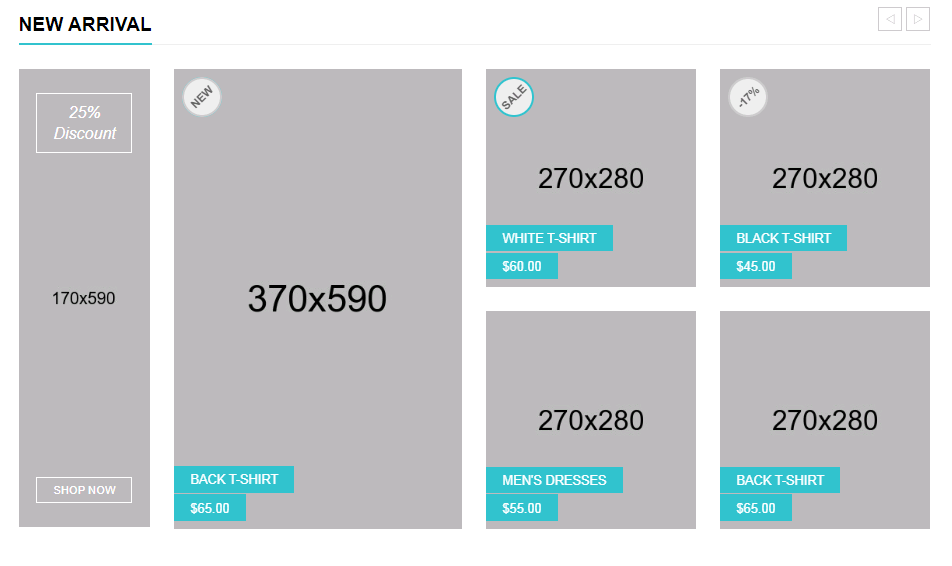 NEW ARRIVAL
25%
Discount
170x590
SHOP NOW
NEW
370x590
BACK T-SHIRT
$65.00
SALE
270x280
WHITE T-SHIRT
$60.00
-17%
270x280
BLACK T-SHIRT
$45.00
270x280
MEN'S DRESSES
$55.00
270x280
BACK T-SHIRT
$65.00